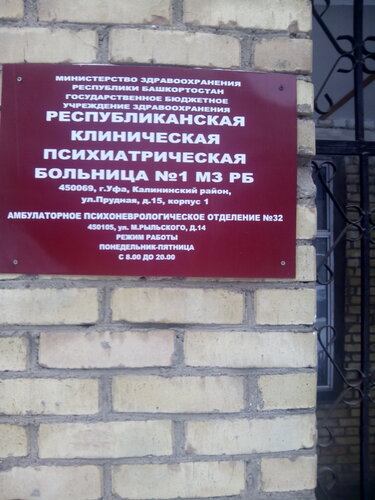 МИНИСТЕРСТВО ЗДРАВООХРАНЕНИЯ
РЕСПУБЛИКИ БАШКОРТОСТАН
ГОСУДАРСТВЕННОЕ БЮДЖЕТНОЕ
УЧРЕЖДЕНИЕ ЗДРАВООХРАНЕНИЯ
РЕСПУБЛИКАНСКАЯ
КЛИНИЧЕСКАЯ
ПСИХИАТРИЧЕСКАЯ
БОЛЬНИЦА №1 МЗ РБ
450069, г.Уфа, Калининский район,
ул.Прудная, д.15, корпус 1
АМБУЛАТОРНОЕ ПСИХОНЕВРОЛОГИЧЕСКОЕ ОТДЕЛЕНИЕ №32
450105, ул. М.РЫЛЬСКОГО, Д.14
РЕЖИМ РАБОТЫ
ПОНЕДЕЛЬНИК-ПЯТНИЦА
С 8.00 ДО 20.00